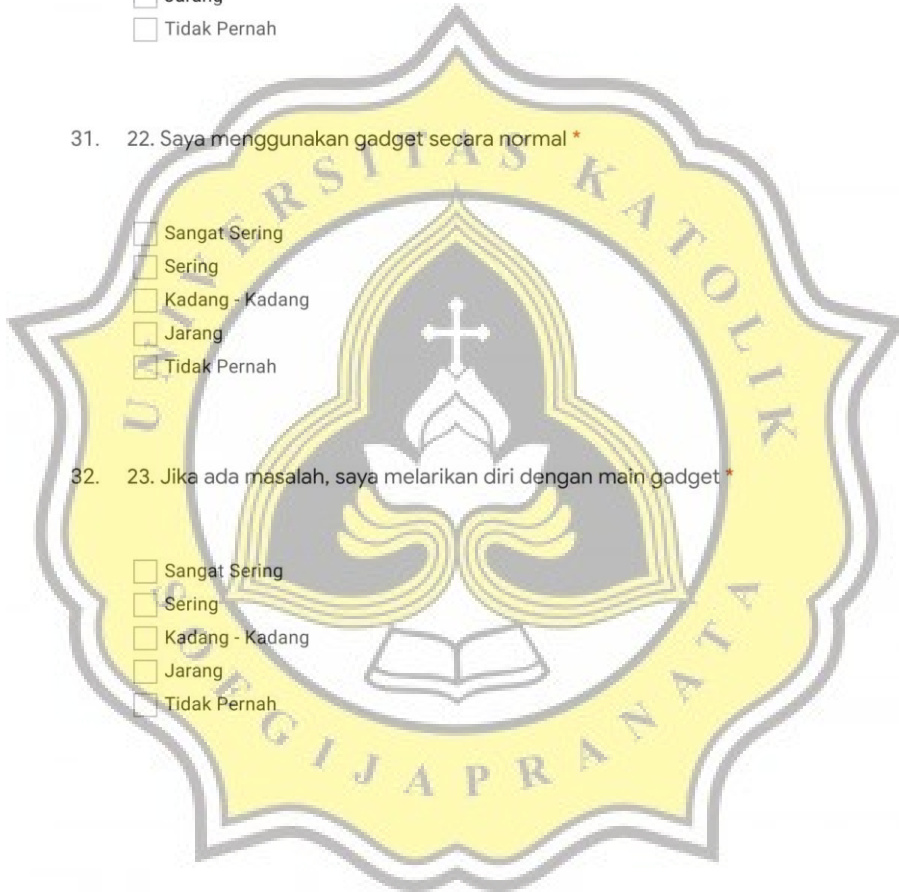 Jarang
Tidak Pernah
31. 22. Saya menggunakan gadget secara normal *
Sangat Sering
Sering
Kadang - Kadang
Jarang
Tidak Pernah
32. 23. Jika ada masalah, saya melarikan diri dengan main gadget *
Sangat Sering
Sering
Kadang - Kadang
Jarang
Tidak Pernah
UNIVERSITAS KATOLIK
SOEGIJAPRANATA